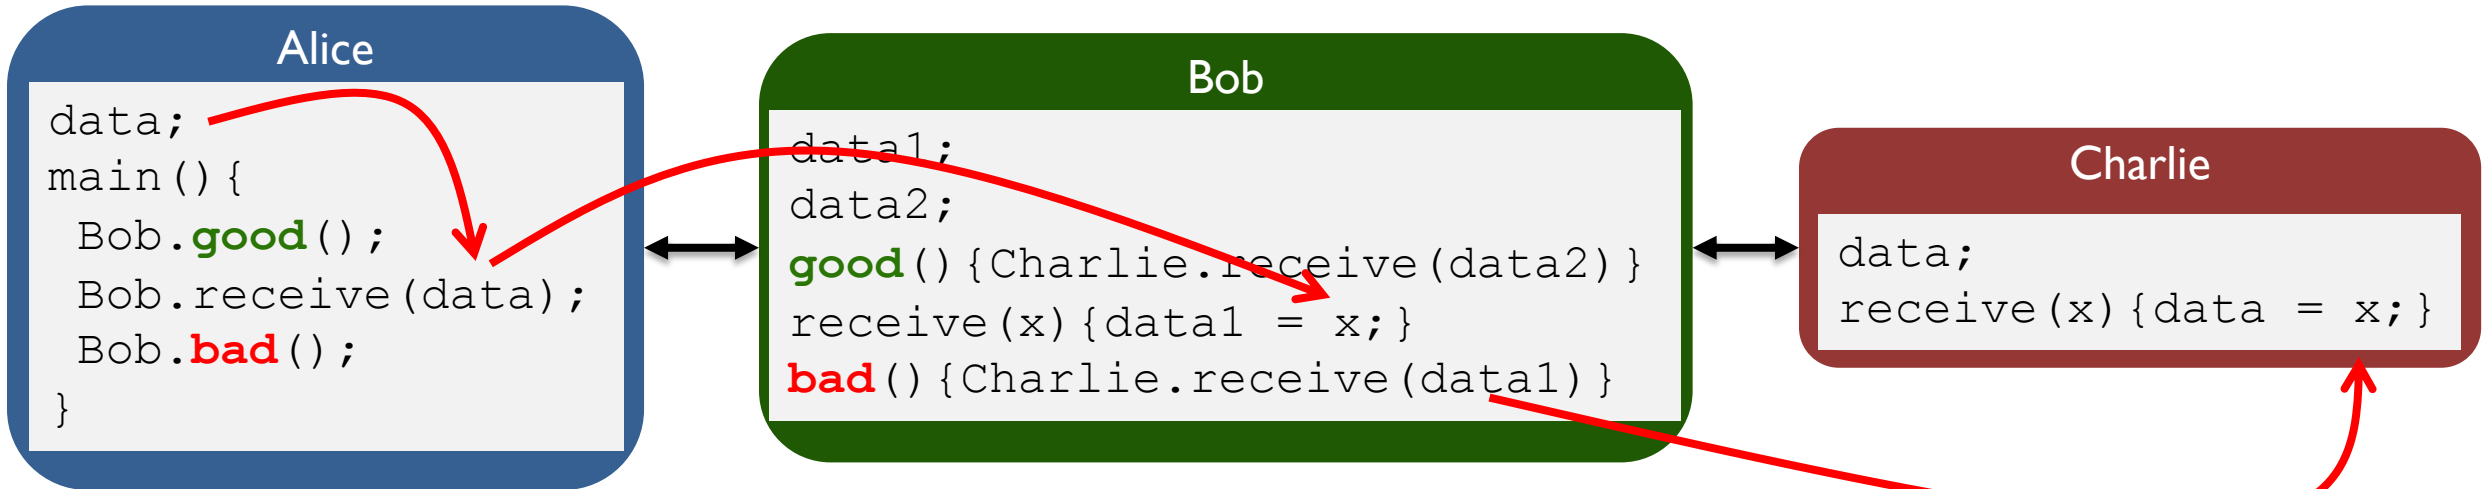 Alice
data;
main(){
Bob.good();
Bob.receive(data);
Bob.bad();
}
Bob
data1;
data2;
good(){Charlie.receive(data2)}
receive(x){data1 = x;}
bad(){Charlie.receive(data1)}
Charlie
data;
receive(x){data = x;}